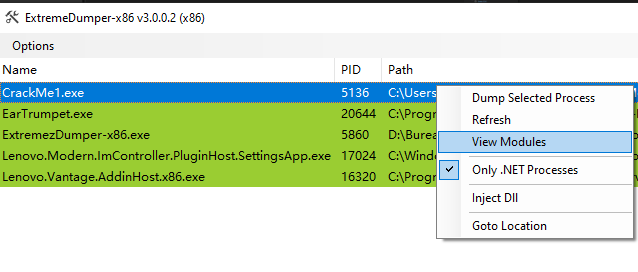 ExtremeDumper-x86 v3.0.0.2 (x86)
Options
Name PID Path
CrackMe1.exe 5136 C:\Users
EarTrumpet.exe 20644 C:\Progr
ExtremezDumper-x86.exe 5860 D:\Bureau
Lenovo.Modern.ImController.PluginHost.SettingsApp.exe 17024 C:\Wind
Lenovo.Vantage.AddinHost.x86.exe 16320 C:\Progr
Dump Selected Process
Refresh
View Modules
Only .NET Processes
Inject Dll
Goto Location